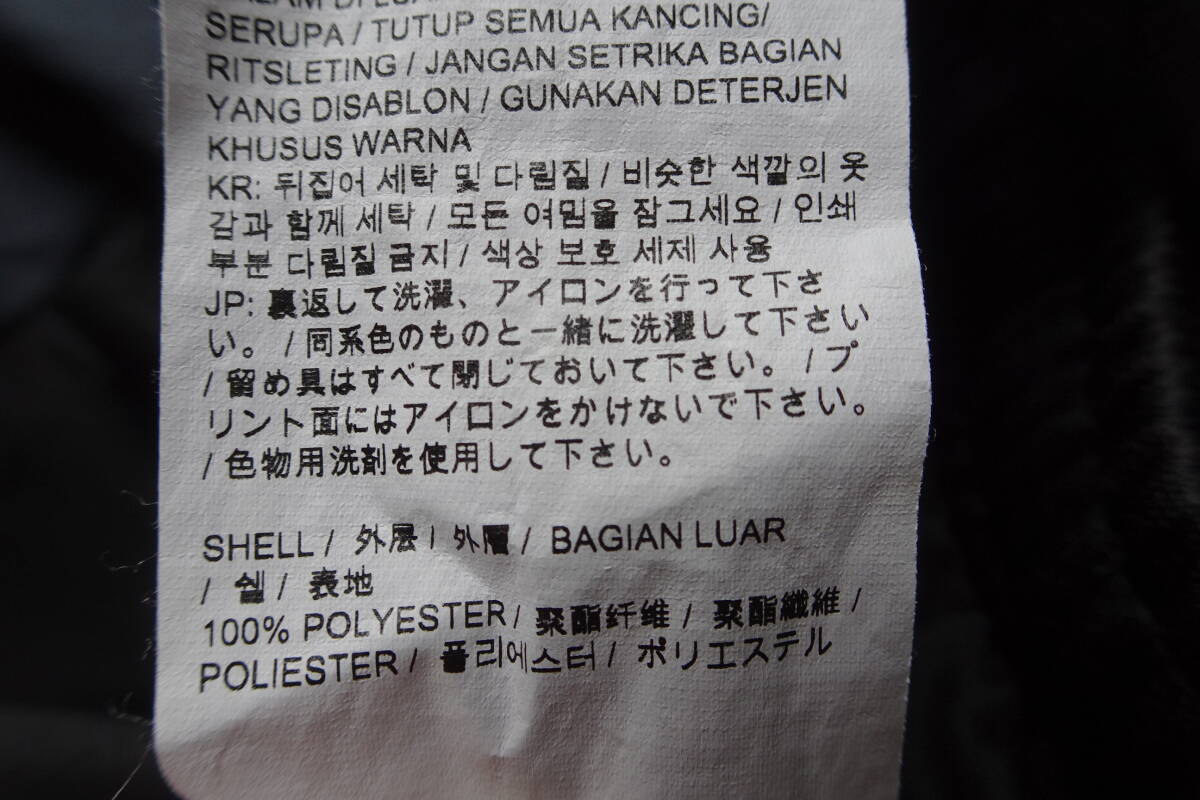 SERUPA / TUTUP SEMUA KANCING/
RITSLETING / JANGAN SETRIKA BAGIAN
YANG DISABLON / GUNAKAN DETERJEN
KHUSUS WARNA
KR: 뒤집어 세탁 및 다림질 / 비슷한 색깔의 옷
감과 함께 세탁 / 모든 여밈을 잠그세요 / 인쇄
부분 다림질 금지 / 색상 보호 세제 사용
JP: 裏返して洗濯、アイロンを行って下さ
い。 / 同系色のものと一緒に洗濯して下さい
/ 留め具はすべて閉じておいて下さい。 / プ
リント面にはアイロンをかけないで下さい。
/ 色物用洗剤を使用して下さい。
SHELL / 外层 / 外層 / BAGIAN LUAR
/ 쉘 / 表地
100% POLYESTER / 聚酯纤维 / 聚酯纖維 /
POLIESTER / 폴리에스터 / ポリエステル